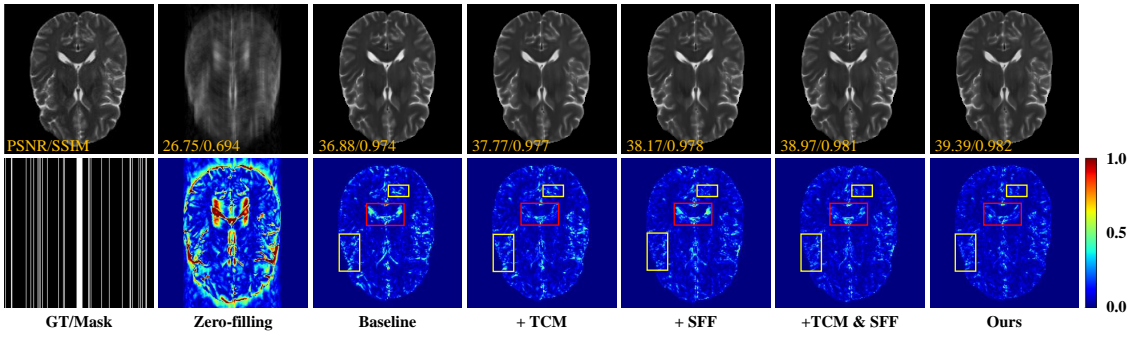 PSNR/SSIM 26.75/0.694 36.88/0.974 37.77/0.977 38.17/0.978 38.97/0.981 39.39/0.982
1.0
0.5
0.0
GT/Mask Zero-filling Baseline + TCM + SFF +TCM & SFF Ours